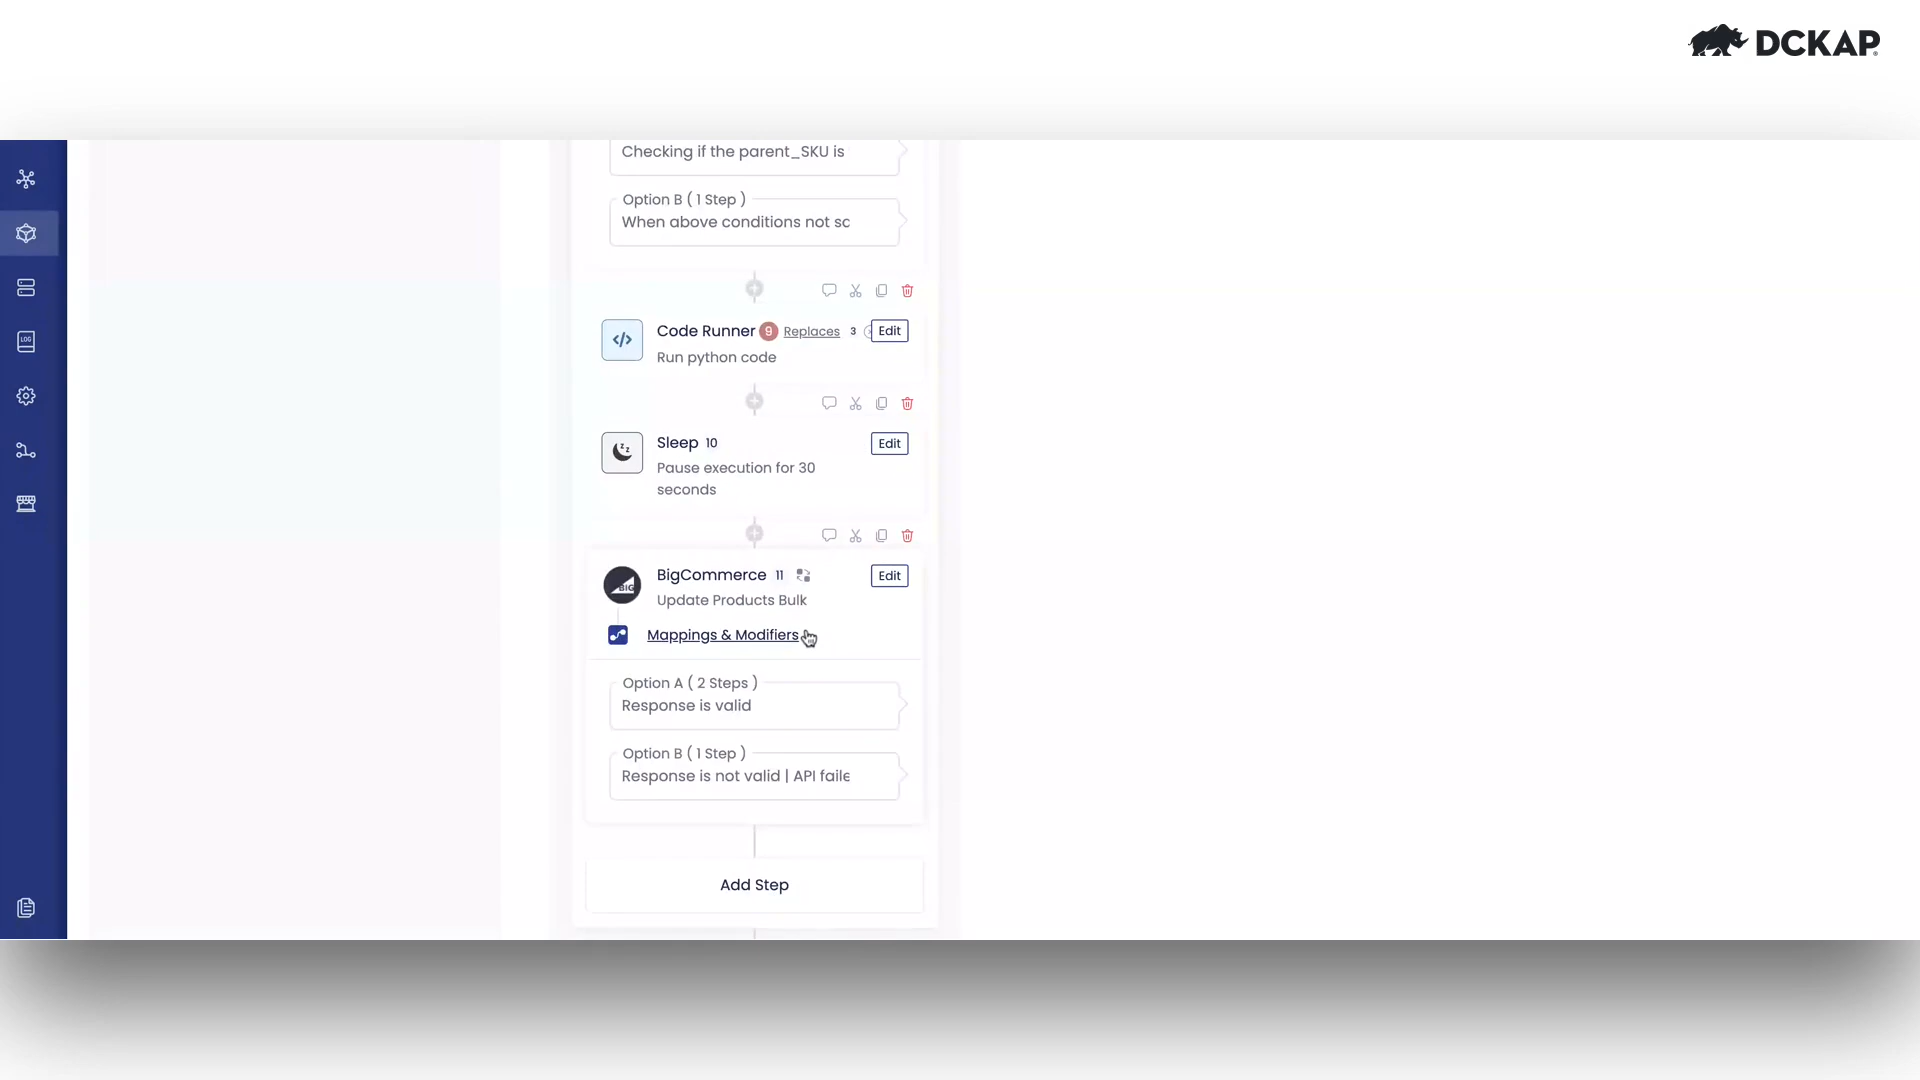 DCKAP
Checking if the parent_SKU is
Option B ( 1 Step )
When above conditions not sc
Code Runner 9 Replaces 3 Edit
Run python code
Sleep 10 Edit
Pause execution for 30
seconds
BigCommerce 11 Edit
BIG
Update Products Bulk
Mappings & Modifiers
Option A ( 2 Steps )
Response is valid
Option B ( 1 Step )
Response is not valid | API faile
Add Step
LOG